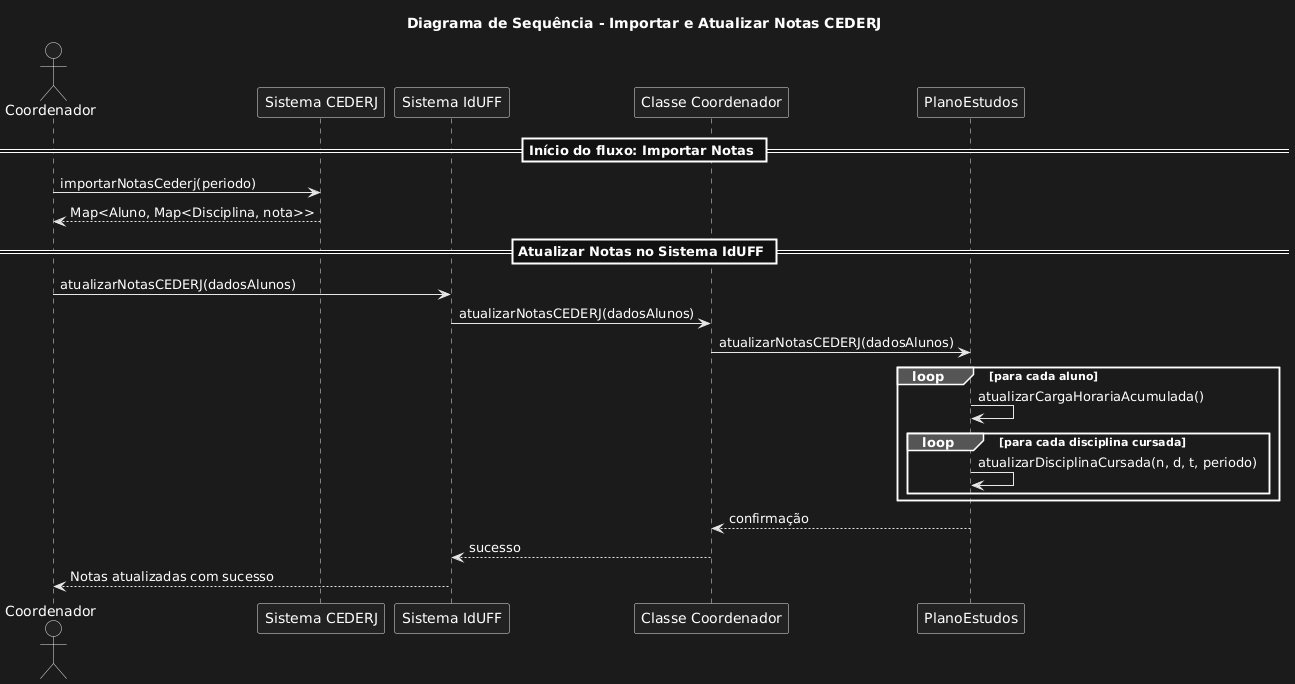 Diagrama de Sequência - Importar e Atualizar Notas CEDERJ
Coordenador
Sistema CEDERJ
Sistema IdUFF
Classe Coordenador
PlanoEstudos
Início do fluxo: Importar Notas
importarNotasCederj(periodo)
Map<Aluno, Map<Disciplina, nota>>
Atualizar Notas no Sistema IdUFF
atualizarNotasCEDERJ(dadosAlunos)
atualizarNotasCEDERJ(dadosAlunos)
atualizarNotasCEDERJ(dadosAlunos)
loop [para cada aluno]
atualizarCargaHorariaAcumulada()
loop [para cada disciplina cursada]
atualizarDisciplinaCursada(n, d, t, periodo)
confirmação
sucesso
Notas atualizadas com sucesso
Coordenador
Sistema CEDERJ
Sistema IdUFF
Classe Coordenador
PlanoEstudos